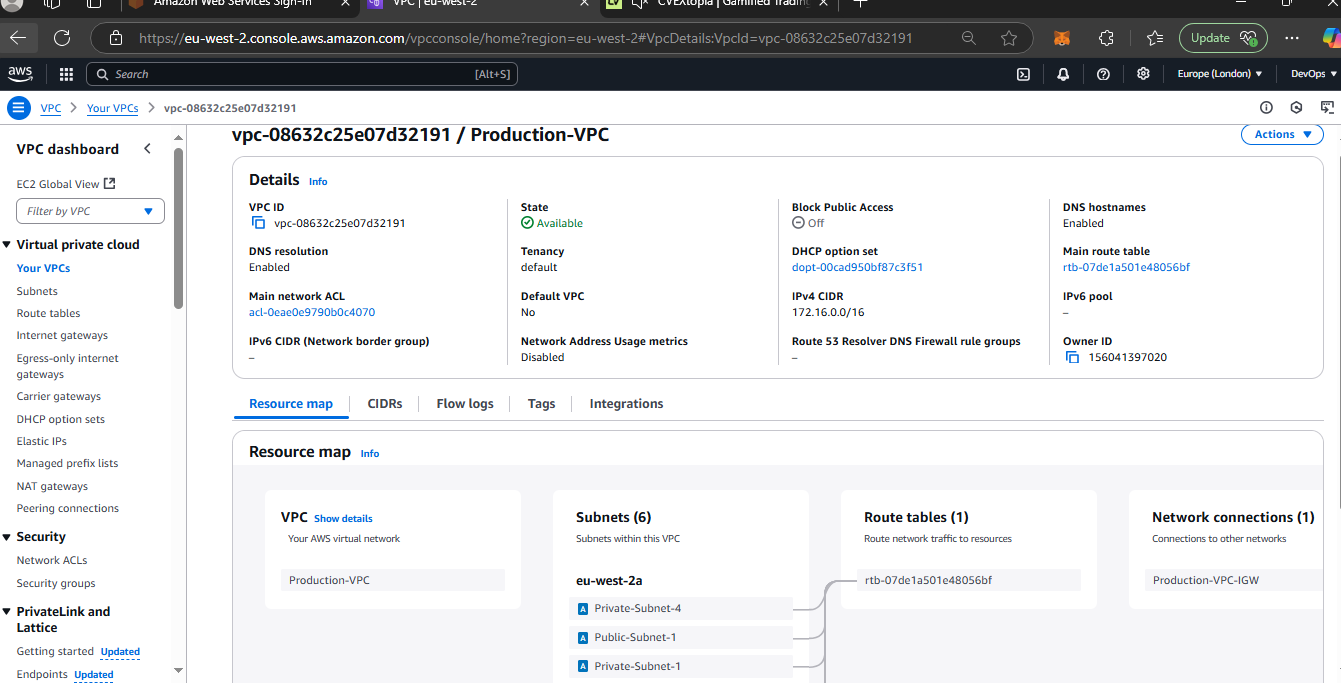 Amazon Web Services Sign-In
VPC | eu-west-2
CVEXtopia | Gamified Trading
https://eu-west-2.console.aws.amazon.com/vpcconsole/home?region=eu-west-2#VpcDetails:VpcId=vpc-08632c25e07d32191
Update
aws
Search
[Alt+S]
Europe (London)
DevOps
VPC
Your VPCs
vpc-08632c25e07d32191
VPC dashboard
EC2 Global View
Filter by VPC
Virtual private cloud
Your VPCs
Subnets
Route tables
Internet gateways
Egress-only internet
gateways
Carrier gateways
DHCP option sets
Elastic IPs
Managed prefix lists
NAT gateways
Peering connections
Security
Network ACLs
Security groups
PrivateLink and
Lattice
Getting started Updated
Endpoints Updated
vpc-08632c25e07d32191 / Production-VPC
Actions
Details Info
VPC ID
vpc-08632c25e07d32191
State
Available
Block Public Access
Off
DNS hostnames
Enabled
DNS resolution
Enabled
Tenancy
default
DHCP option set
dopt-00cad950bf87c3f51
Main route table
rtb-07de1a501e48056bf
Main network ACL
acl-0eae0e9790b0c4070
Default VPC
No
IPv4 CIDR
172.16.0.0/16
IPv6 pool
–
IPv6 CIDR (Network border group)
–
Network Address Usage metrics
Disabled
Route 53 Resolver DNS Firewall rule groups
–
Owner ID
156041397020
Resource map
CIDRs
Flow logs
Tags
Integrations
Resource map Info
VPC Show details
Your AWS virtual network
Production-VPC
Subnets (6)
Subnets within this VPC
eu-west-2a
A Private-Subnet-4
A Public-Subnet-1
A Private-Subnet-1
Route tables (1)
Route network traffic to resources
rtb-07de1a501e48056bf
Network connections (1)
Connections to other networks
Production-VPC-IGW